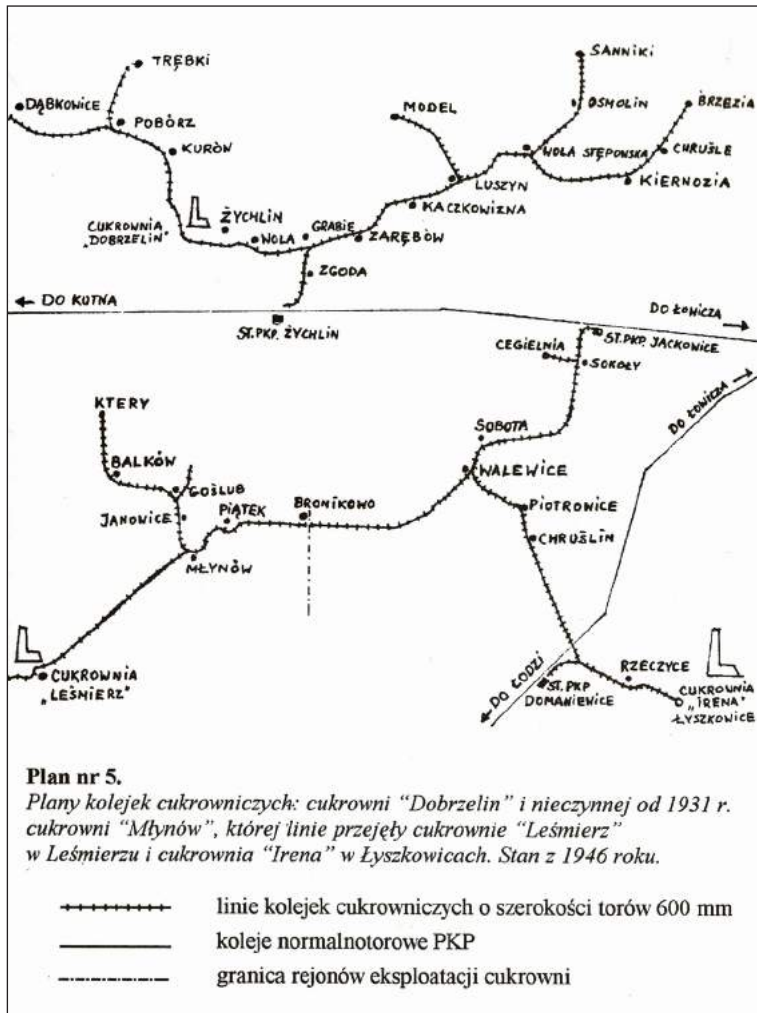 TRĘBKI
DĄBKOWICE
POBÓRZ
KURÓW
CUKROWNIA
„DOBRZELIN"
ŻYCHLIN
WOLA
GRABIE
ZGODA
ZARĘBÓW
KACZKOWIZNA
LUSZYN
MODEL
WOLA STĘPOWSKA
OSMOLIN
SANNIKI
BRZEZIA
CHRUŚLE
KIERNOZIA
DO KUTNA
ST. PKP. ŻYCHLIN
DO ŁOWICZA
ST. PKP. JACKOWICE
CEGIELNIA
SOKOŁY
DO ŁOWICZA
SOBOTA
WALEWICE
KTERY
BALKÓW
GOŚLUB
JANOWICE
PIĄTEK
BRONIKOWO
MŁYNÓW
PIOTROWICE
CHRUŚLIN
CUKROWNIA
„LEŚMIERZ"
DO ŁODZI
ST. PKP
DOMANIEWICE
RZECZYCE
CUKROWNIA
„IRENA"
ŁYSZKOWICE
Plan nr 5.
Plany kolejek cukrowniczych: cukrowni “Dobrzelin” i nieczynnej od 1931 r.
cukrowni “Młynów”, której linie przejęły cukrownie “Leśmierz”
w Leśmierzu i cukrownia “Irena” w Łyszkowicach. Stan z 1946 roku.
linie kolejek cukrowniczych o szerokości torów 600 mm
koleje normalnotorowe PKP
granica rejonów eksploatacji cukrowni